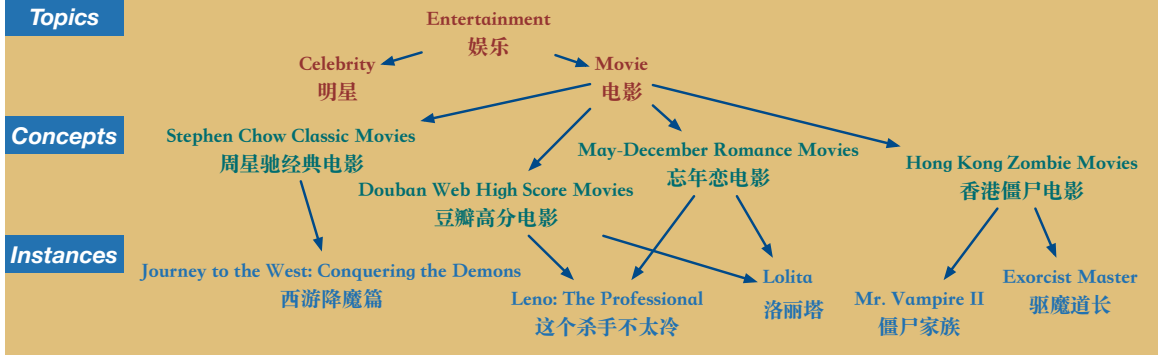 Topics
Entertainment
娱乐
Celebrity
明星
Movie
电影
Concepts
Stephen Chow Classic Movies
周星驰经典电影
Douban Web High Score Movies
豆瓣高分电影
May-December Romance Movies
忘年恋电影
Hong Kong Zombie Movies
香港僵尸电影
Instances
Journey to the West: Conquering the Demons
西游降魔篇
Leno: The Professional
这个杀手不太冷
Lolita
洛丽塔
Mr. Vampire II
僵尸家族
Exorcist Master
驱魔道长